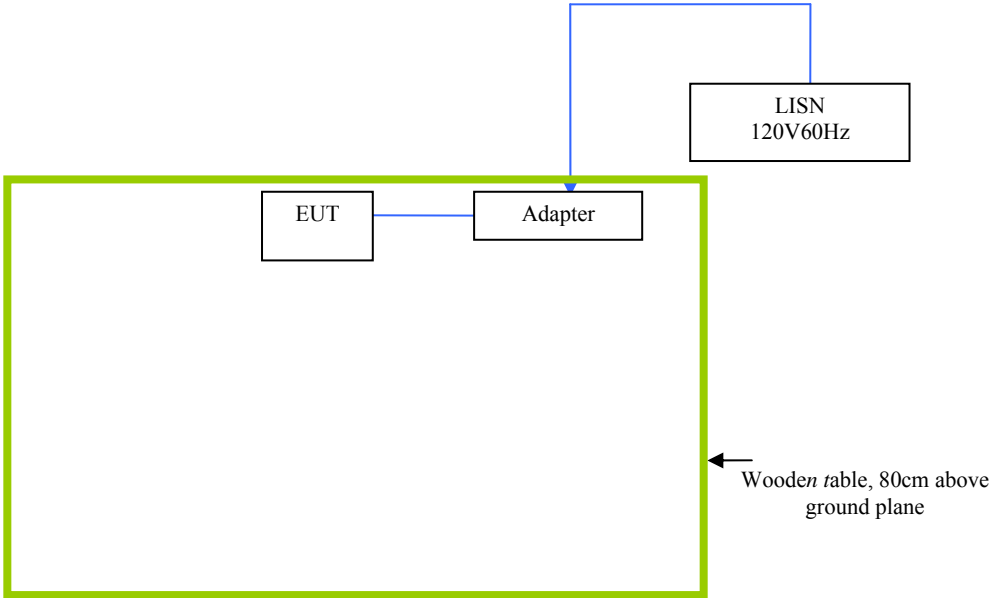 LISN
120V60Hz
EUT
Adapter
Wooden table, 80cm above
ground plane